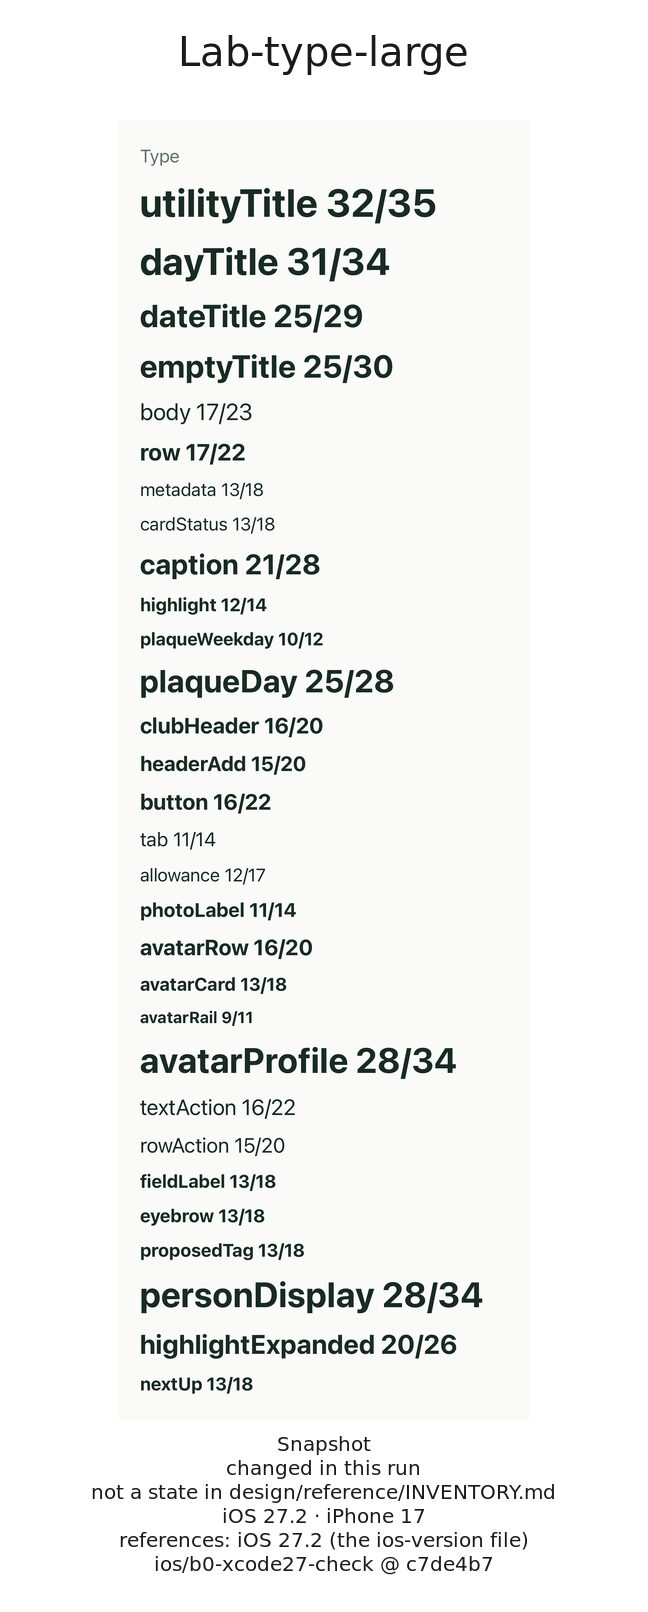 Lab-type-large
Type
utilityTitle 32/35
dayTitle 31/34
dateTitle 25/29
emptyTitle 25/30
body 17/23
row 17/22
metadata 13/18
cardStatus 13/18
caption 21/28
highlight 12/14
plaqueWeekday 10/12
plaqueDay 25/28
clubHeader 16/20
headerAdd 15/20
button 16/22
tab 11/14
allowance 12/17
photoLabel 11/14
avatarRow 16/20
avatarCard 13/18
avatarRail 9/11
avatarProfile 28/34
textAction 16/22
rowAction 15/20
fieldLabel 13/18
eyebrow 13/18
proposedTag 13/18
personDisplay 28/34
highlightExpanded 20/26
nextUp 13/18
Snapshot
changed in this run
not a state in design/reference/INVENTORY.md
iOS 27.2 · iPhone 17
references: iOS 27.2 (the ios-version file)
ios/b0-xcode27-check @ c7de4b7